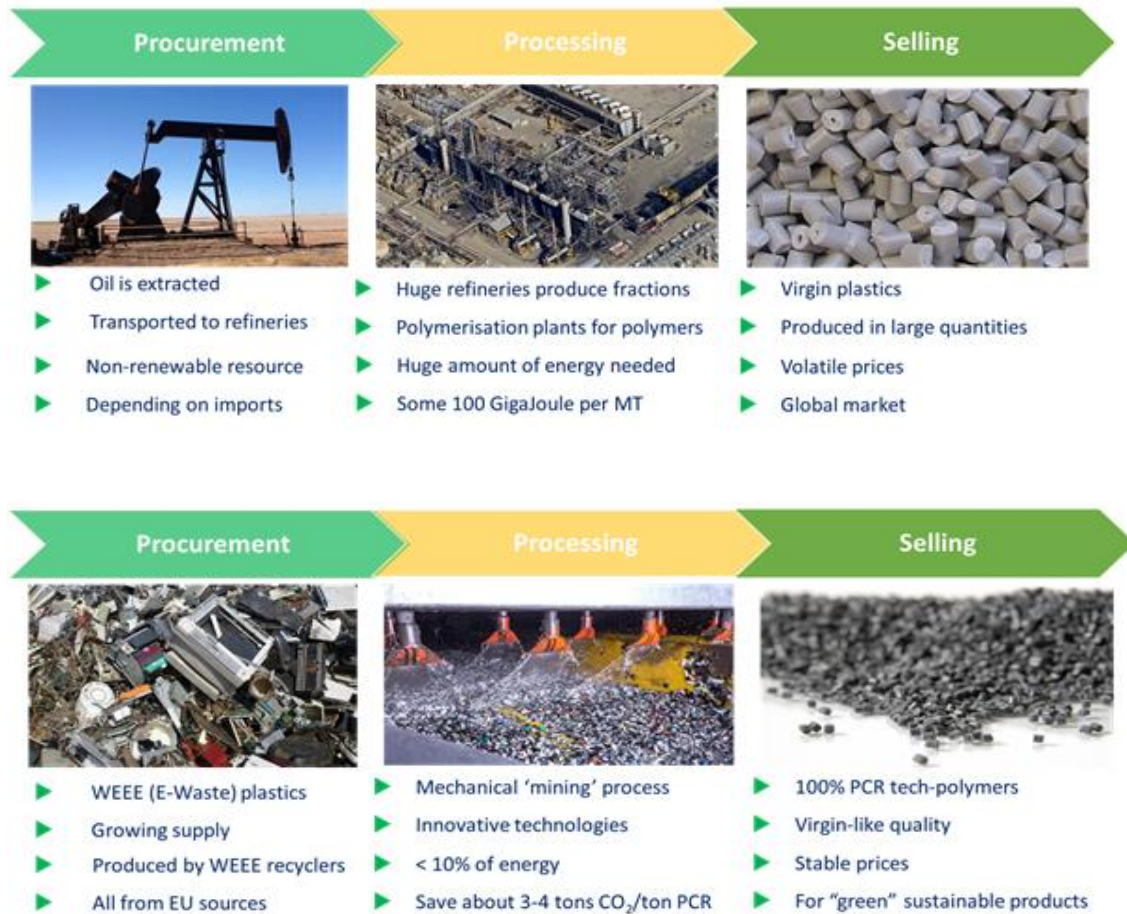 Procurement
Processing
Selling
Oil is extracted
Transported to refineries
Non-renewable resource
Depending on imports
Huge refineries produce fractions
Polymerisation plants for polymers
Huge amount of energy needed
Some 100 GigaJoule per MT
Virgin plastics
Produced in large quantities
Volatile prices
Global market
Procurement
Processing
Selling
WEEE (E-Waste) plastics
Growing supply
Produced by WEEE recyclers
All from EU sources
Mechanical ‘mining’ process
Innovative technologies
< 10% of energy
Save about 3-4 tons CO₂/ton PCR
100% PCR tech-polymers
Virgin-like quality
Stable prices
For “green” sustainable products